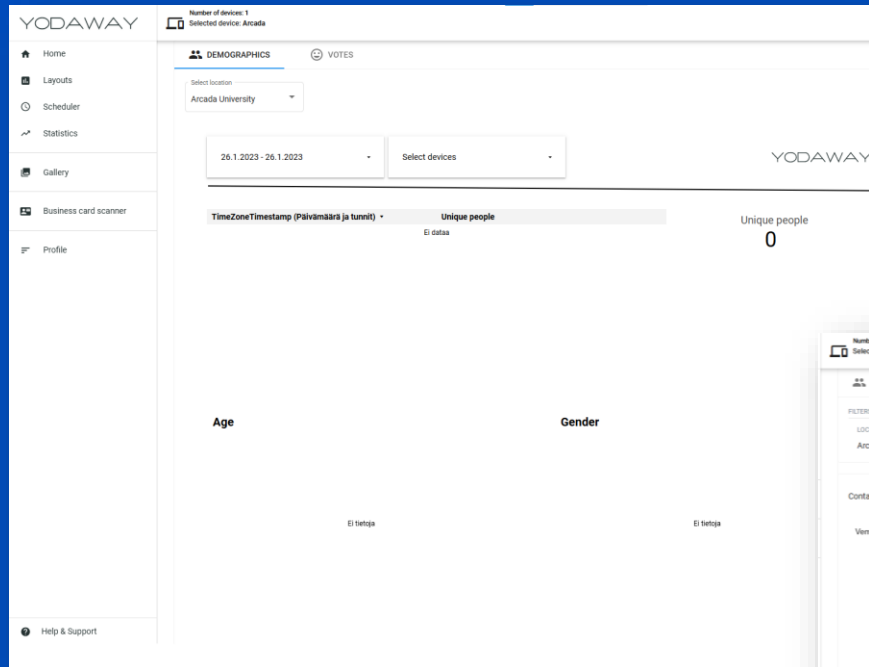 YODAWAY
Number of devices: 1
Selected device: Arcada
Home
Layouts
Scheduler
Statistics
Gallery
Business card scanner
Profile
Help & Support
DEMOGRAPHICS
VOTES
Select location
Arcada University
26.1.2023 - 26.1.2023
Select devices
YODAWAY
TimeZoneTimestamp (Päivämäärä ja tunnit)
Unique people
Ei dataa
Unique people
0
Age
Gender
Ei tietoja
Ei tietoja